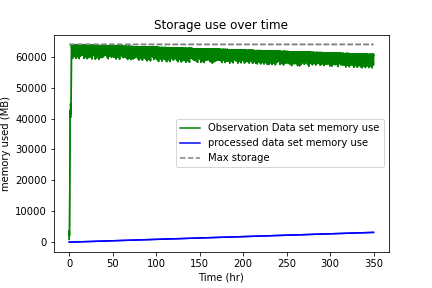 Storage use over time
memory used (MB)
60000
50000
40000
30000
20000
10000
0
Observation Data set memory use
processed data set memory use
Max storage
0 50 100 150 200 250 300 350
Time (hr)